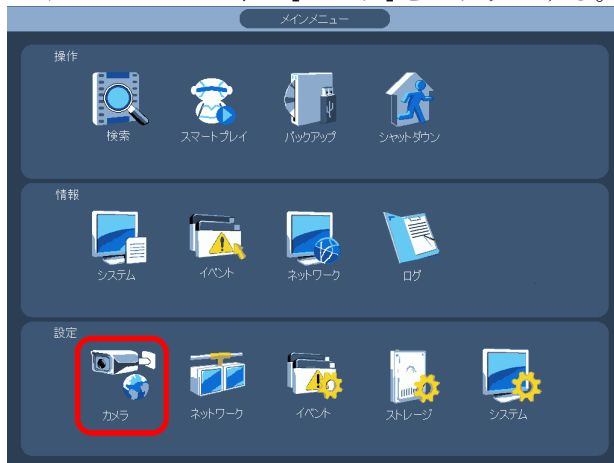 メインメニュー
操作
検索
スマートプレイ
バックアップ
シャットダウン
情報
システム
イベント
ネットワーク
ログ
設定
カメラ
ネットワーク
イベント
ストレージ
システム